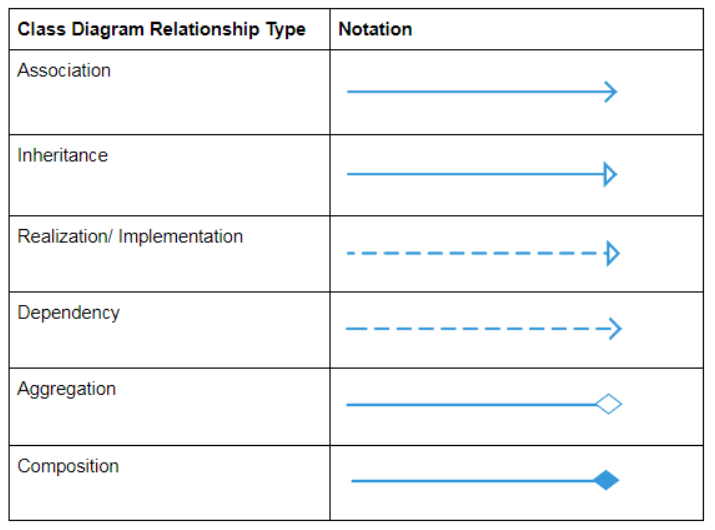 Class Diagram Relationship Type Notation
Association
Inheritance
Realization/ Implementation
Dependency
Aggregation
Composition